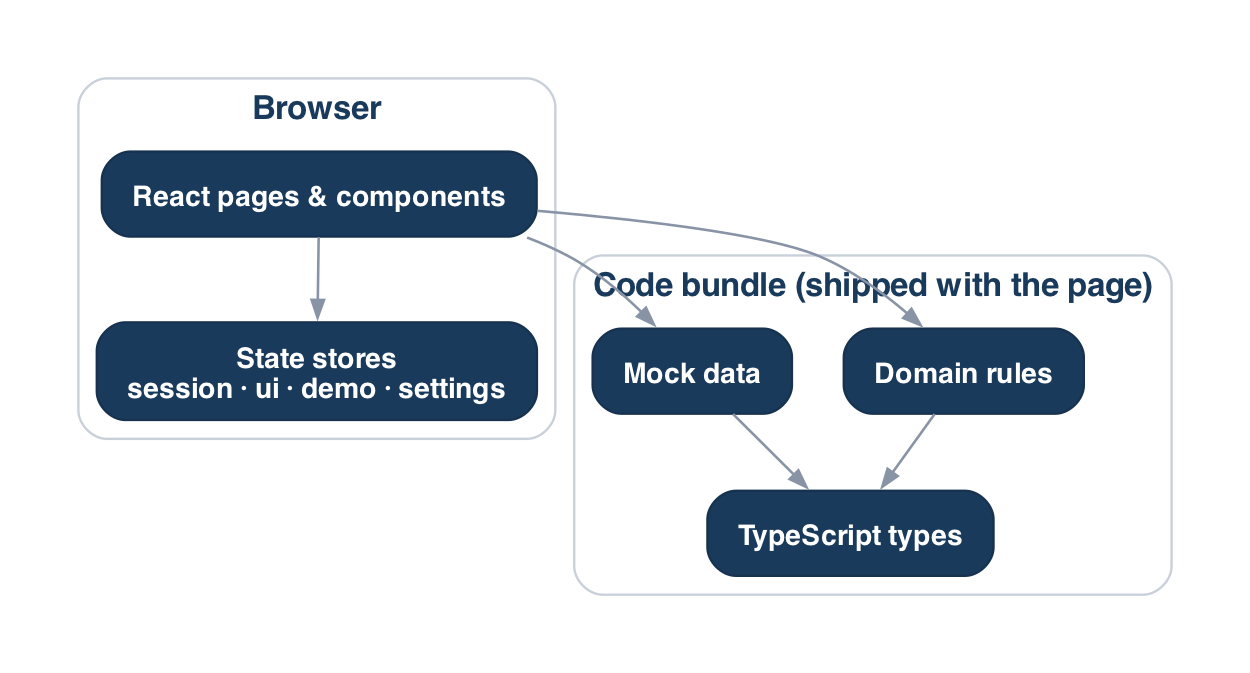 Browser
React pages & components
State stores
session · ui · demo · settings
Code bundle (shipped with the page)
Mock data
Domain rules
TypeScript types